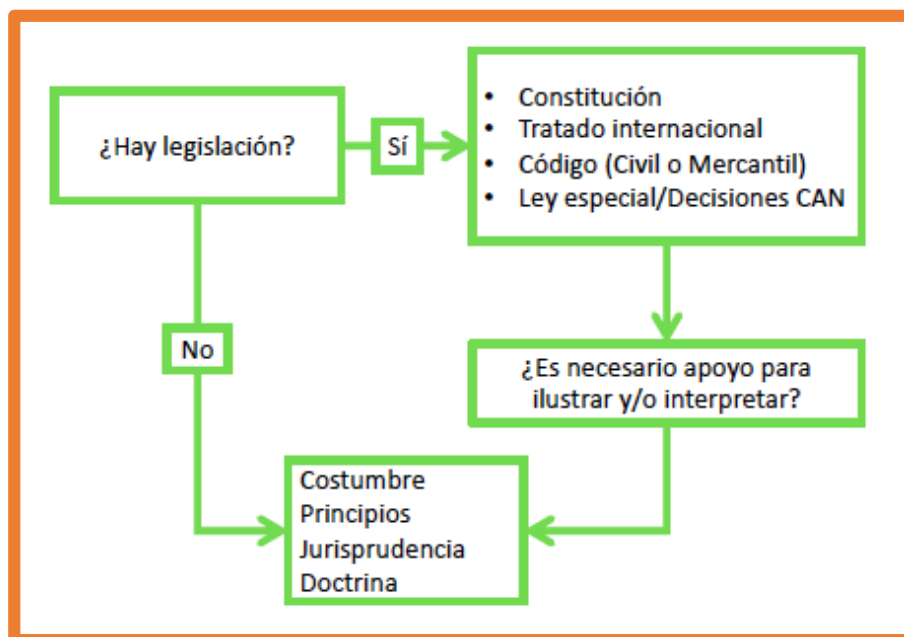 ¿Hay legislación?
Sí
• Constitución
• Tratado internacional
• Código (Civil o Mercantil)
• Ley especial/Decisiones CAN
No
¿Es necesario apoyo para
ilustrar y/o interpretar?
Costumbre
Principios
Jurisprudencia
Doctrina